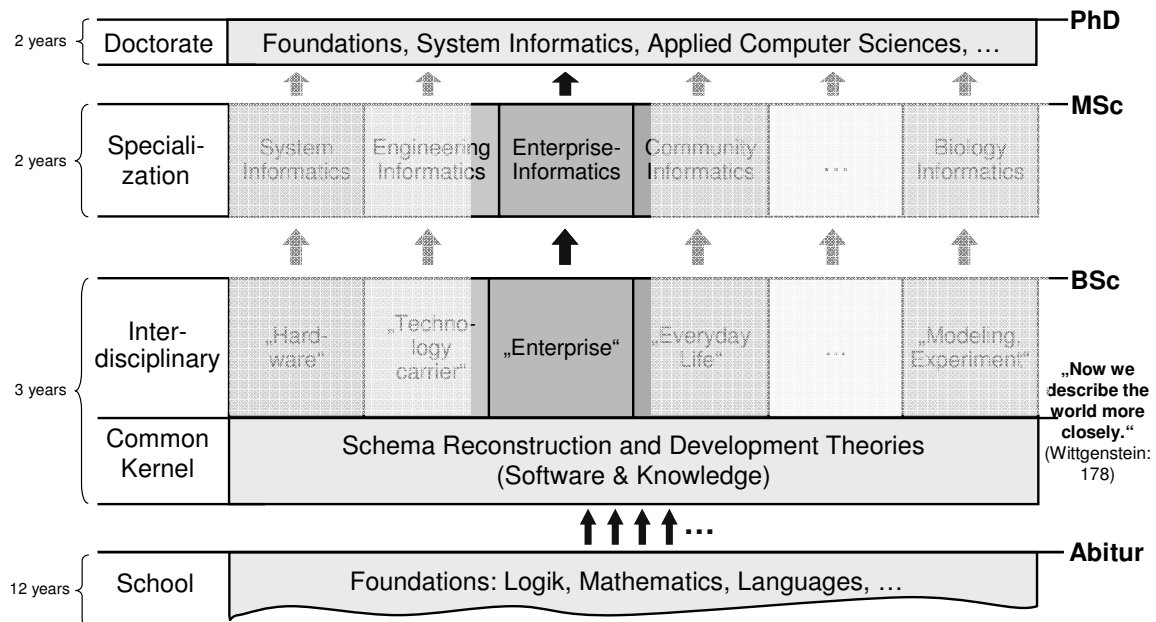 PhD
2 years
Doctorate
Foundations, System Informatics, Applied Computer Sciences, …
MSc
2 years
Speciali-
zation
System
Informatics
Engineering
Informatics
Enterprise-
Informatics
Community
Informatics
…
Biology
Informatics
BSc
3 years
Inter-
disciplinary
„Hard-
ware“
„Techno-
logy
carrier“
„Enterprise“
„Everyday
Life“
…
„Modeling,
Experiment“
„Now we
describe the
world more
closely.“
(Wittgenstein:
178)
Common
Kernel
Schema Reconstruction and Development Theories
(Software & Knowledge)
…
Abitur
12 years
School
Foundations: Logik, Mathematics, Languages, …